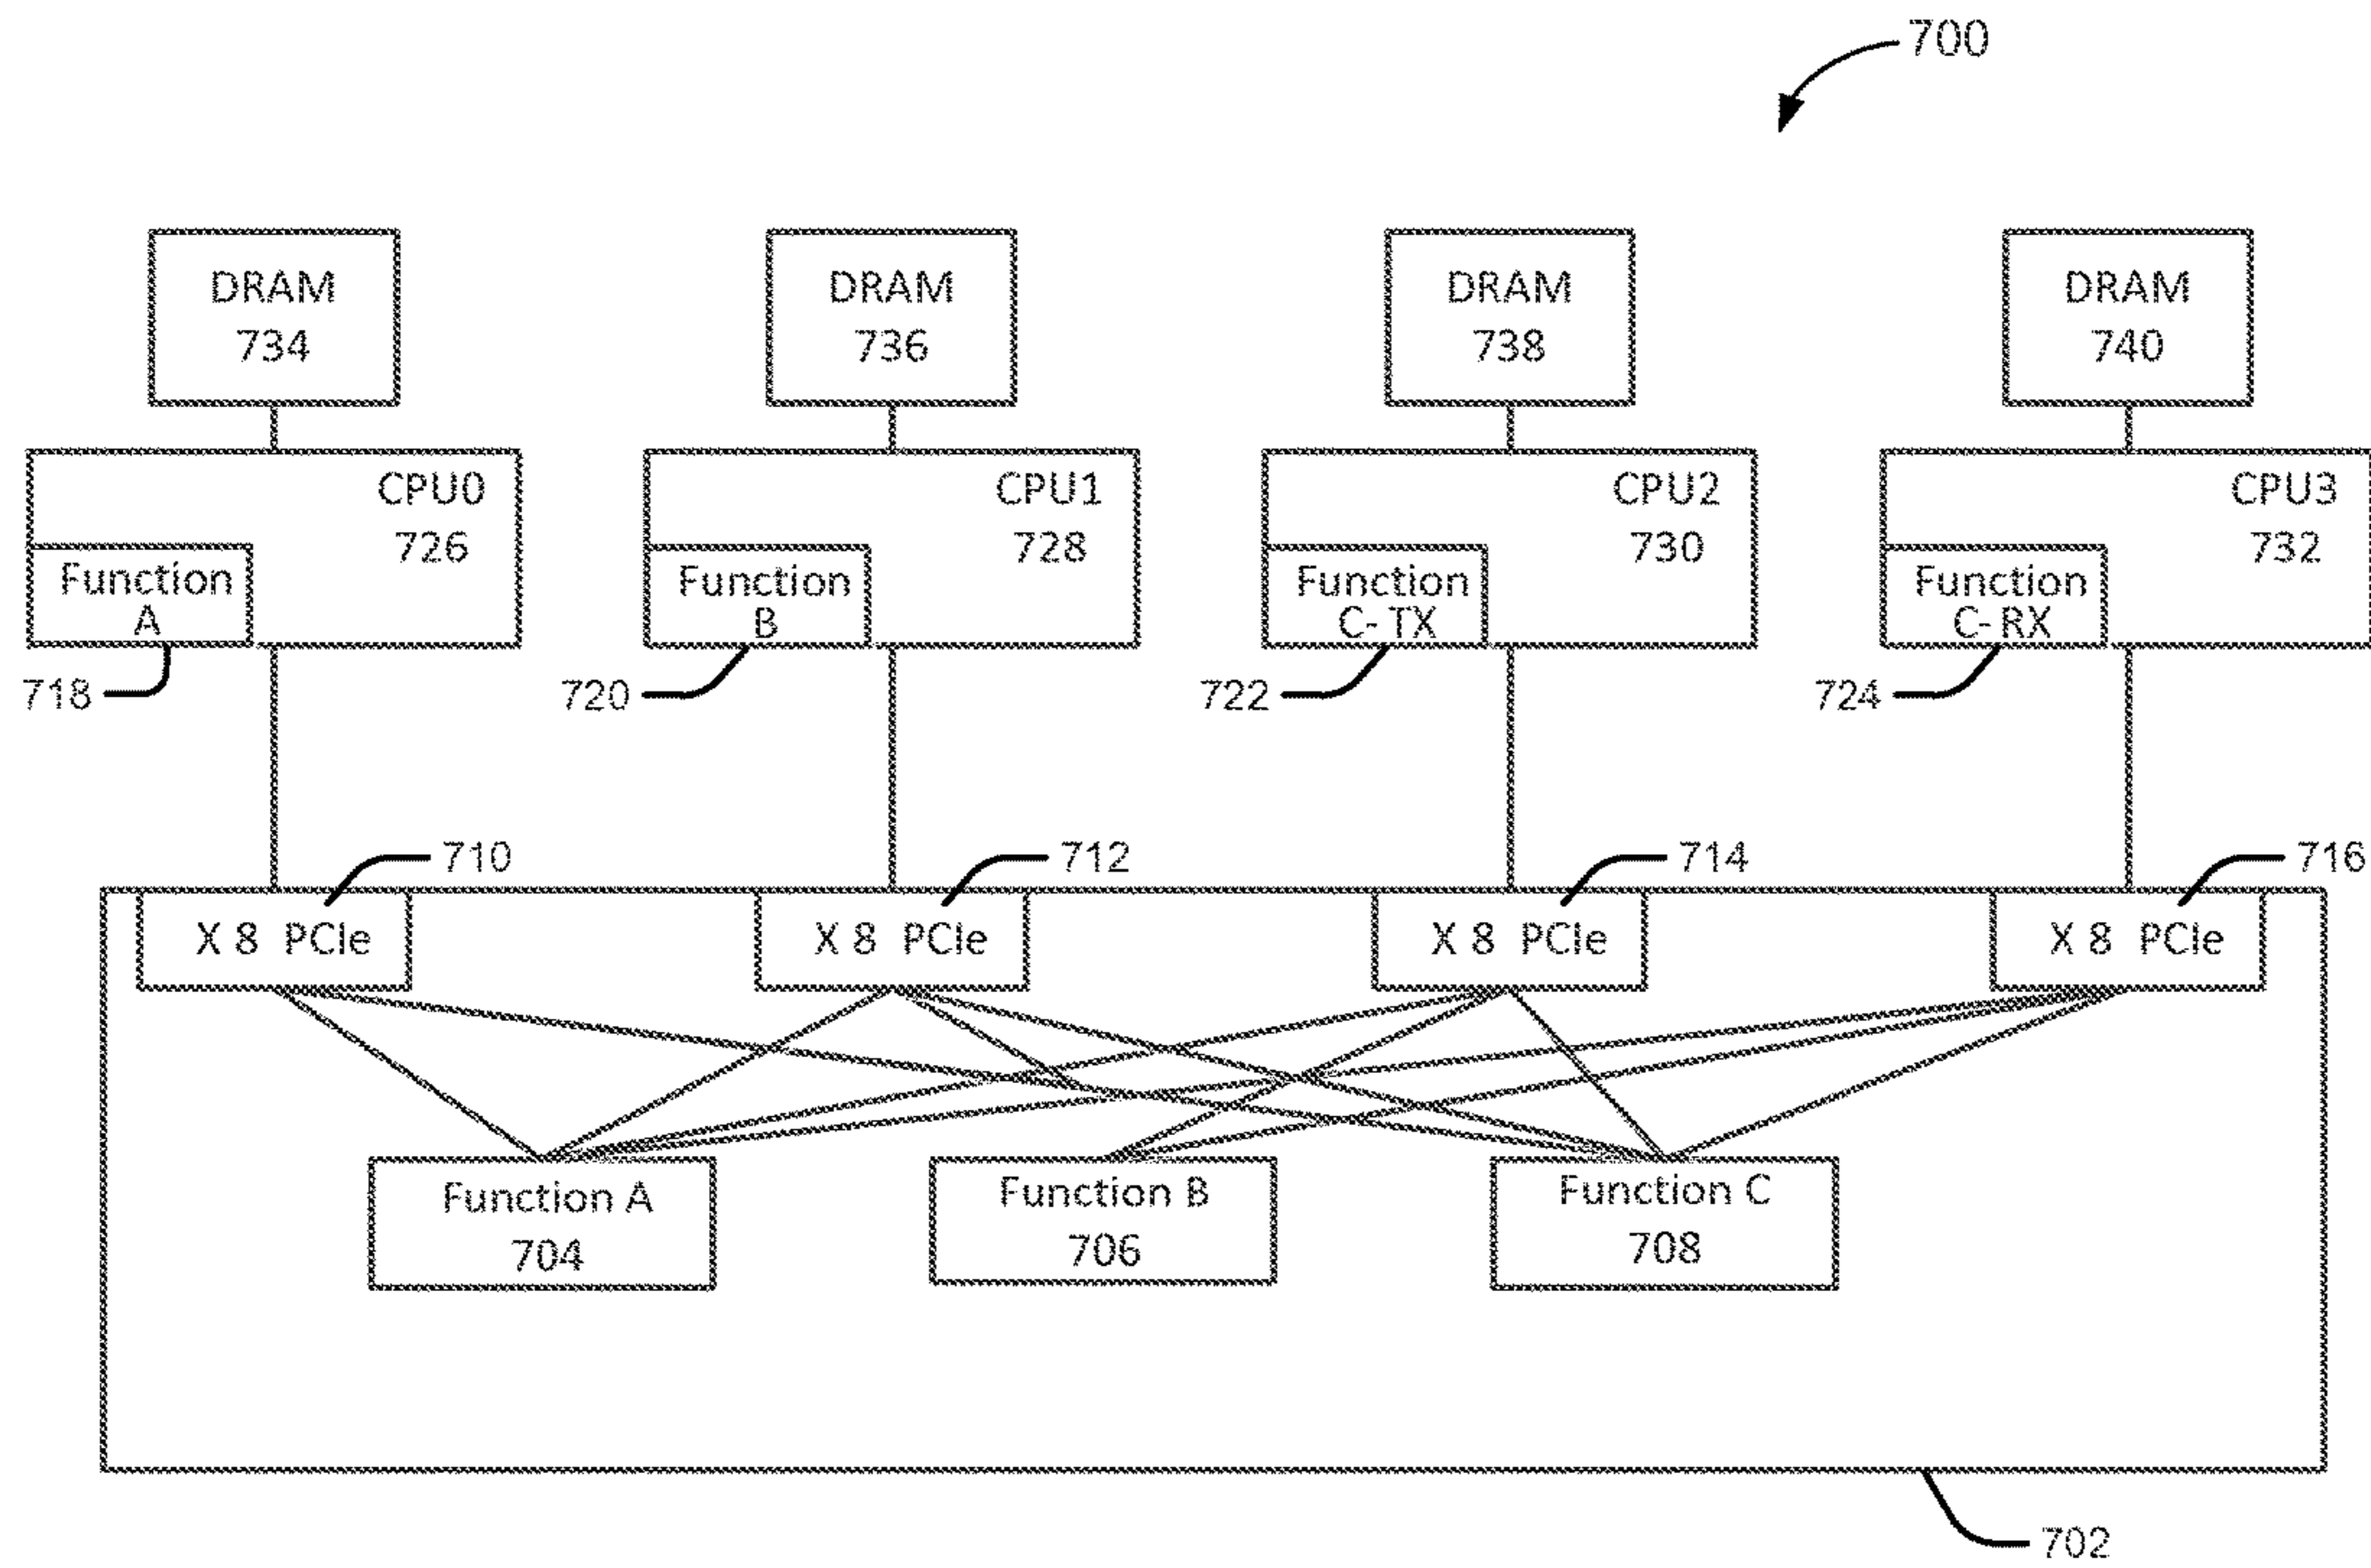 700
DRAM
734
DRAM
736
DRAM
738
DRAM
740
CPU0
726
Function
A
718
CPU1
728
Function
B
720
CPU2
730
Function
C- TX
722
CPU3
732
Function
C- RX
724
710
X 8 PCIe
712
X 8 PCIe
714
X 8 PCIe
716
X 8 PCIe
Function A
704
Function B
706
Function C
708
702